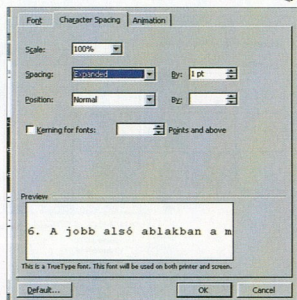 Font Character Spacing Animation
Scale: 100%
Spacing: Expanded By: 1 pt
Position: Normal By:
Kerning for fonts: Points and above
Preview
6. A jobb alsó ablakban a m
This is a TrueType font. This font will be used on both printer and screen.
Default... OK Cancel